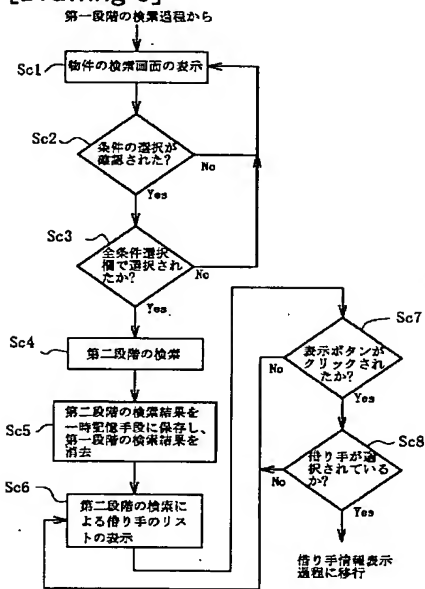 第一段階の検索過程から
Sc1
物件の検索画面の表示
Sc2
条件の選択が
確認された?
No
Yes
Sc3
全条件選択
欄で選択され
たか?
No
Yes
Sc4
第二段階の検索
Sc5
第二段階の検索結果を
一時記憶手段に保存し、
第一段階の検索結果を
消去
Sc6
第二段階の検索に
よる借り手のリス
トの表示
Sc7
表示ボタンが
クリックされ
たか?
No
Yes
Sc8
借り手が選
択されている
か?
No
Yes
借り手情報表示
過程に移行